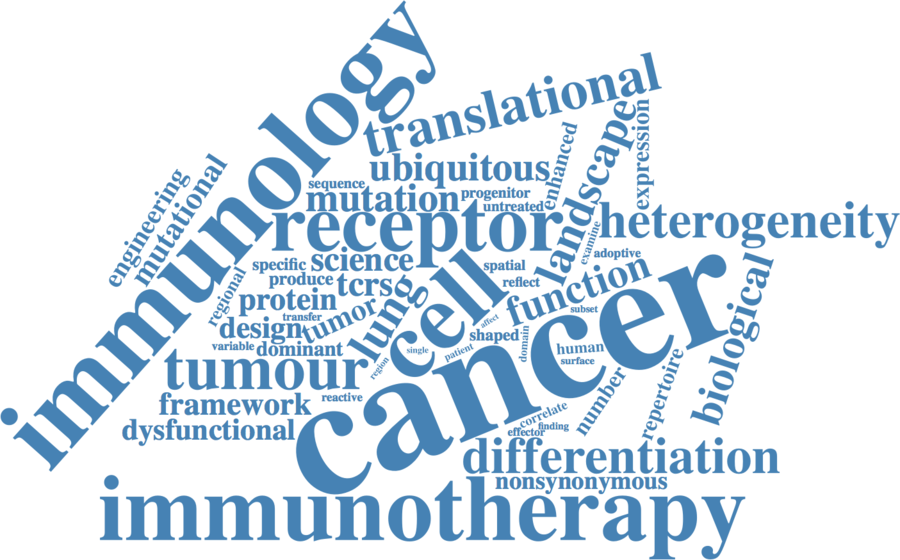 immunology
translational
ubiquitous
enhanced
landscape
expression
sequence
mutation
progenitor
untreated
engineering
mutational
receptor
heterogeneity
examine
adoptive
specific
science
spatial
regional
produce
tcrs
reflect
function
cell
lung
protein
transfer
tumor
design
subset
affect
shaped
domain
variable
dominant
single
patient
human
surface
region
cancer
biological
tumour
reactive
framework
number
repertoire
correlate
effector
finding
dysfunctional
differentiation
nonsynonymous
immunotherapy